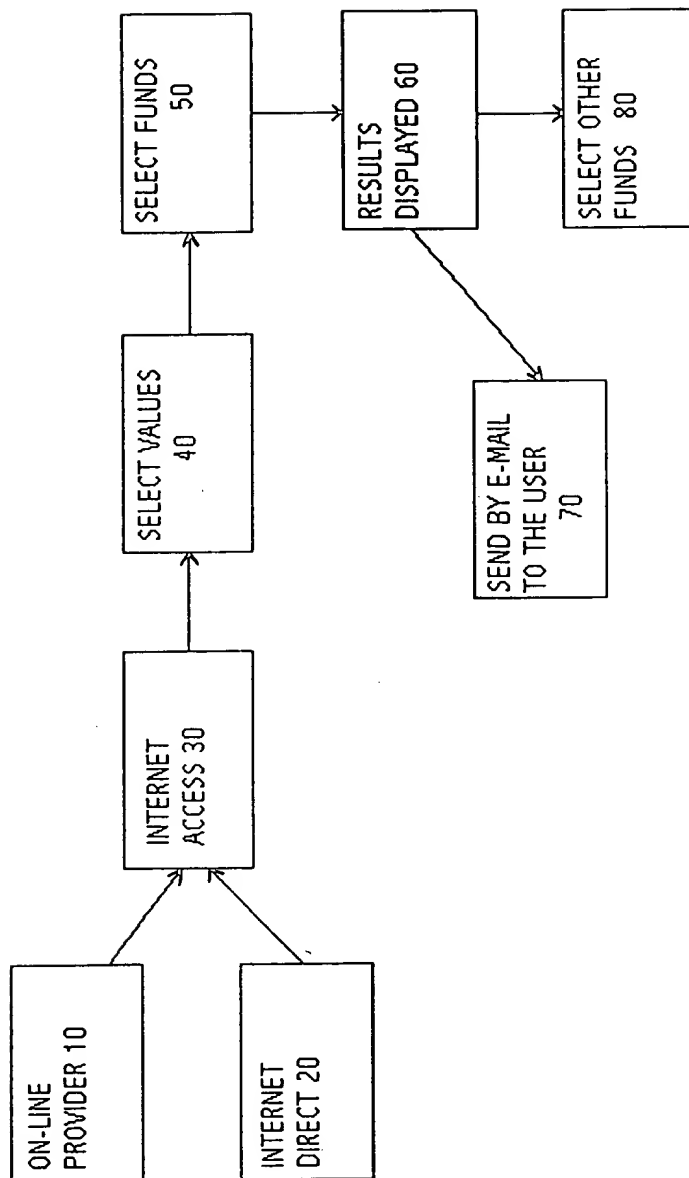 ON-LINE
PROVIDER 10
INTERNET
DIRECT 20
INTERNET
ACCESS 30
SELECT VALUES
40
SELECT FUNDS
50
RESULTS
DISPLAYED 60
SEND BY E-MAIL
TO THE USER
70
SELECT OTHER
FUNDS 80